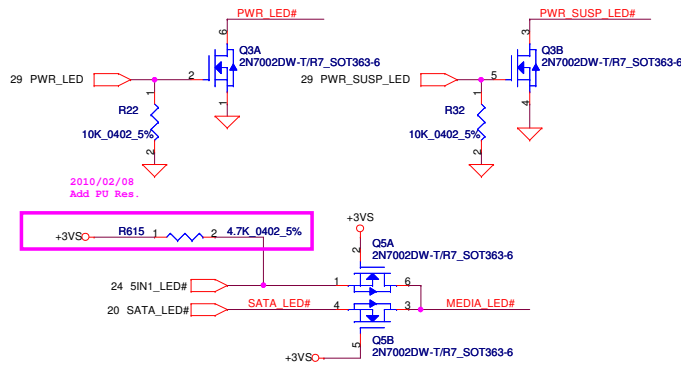 PWR_LED#
PWR_SUSP_LED#
6
3
Q3A
2N7002DW-T/R7_SOT363-6
Q3B
2N7002DW-T/R7_SOT363-6
29 PWR_LED
2
29 PWR_SUSP_LED
5
1
1
1
4
R22
10K_0402_5%
R32
10K_0402_5%
2
2
2010/02/08
Add PU Res.
+3VS
R615 1
2 4.7K_0402_5%
+3VS
2
Q5A
2N7002DW-T/R7_SOT363-6
24 5IN1_LED#
1
6
20 SATA_LED#
SATA_LED#
4
3
MEDIA_LED#
5
Q5B
2N7002DW-T/R7_SOT363-6
+3VS